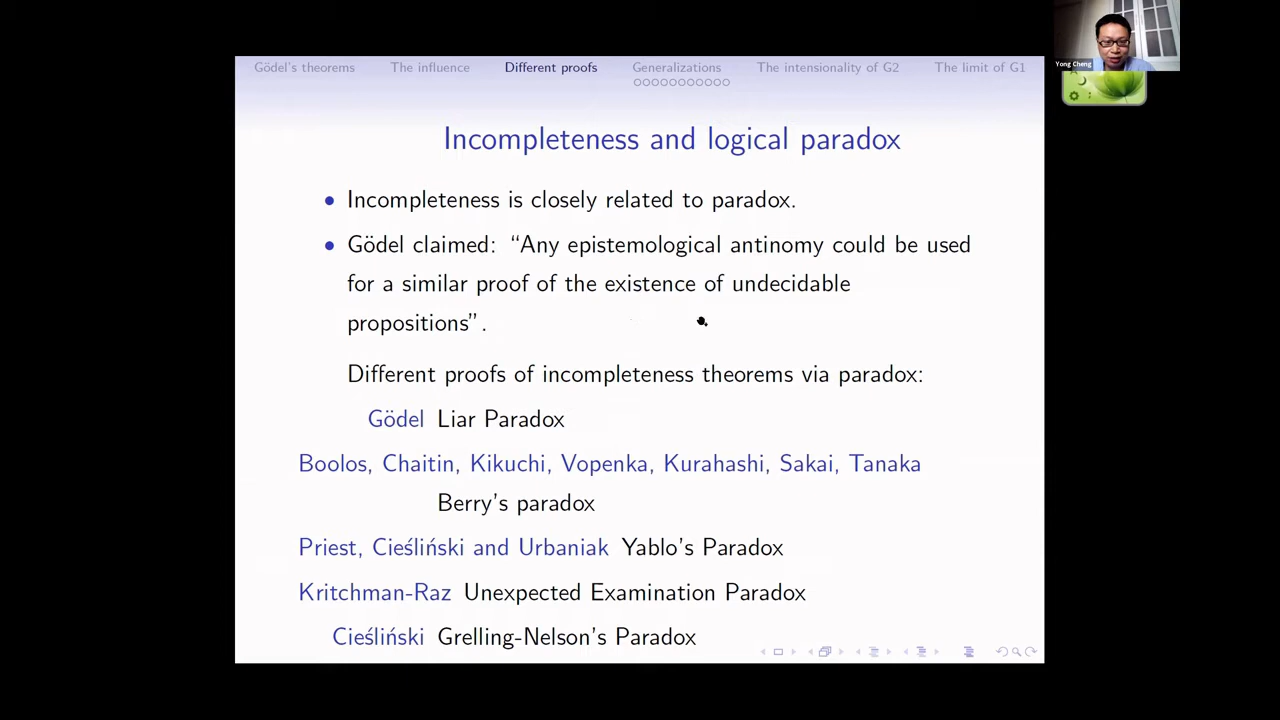 Gödel's theorems The influence Different proofs Generalizations The intensionality of G2 The limit of G1
Yong Cheng
Incompleteness and logical paradox
• Incompleteness is closely related to paradox.
• Gödel claimed: “Any epistemological antinomy could be used
for a similar proof of the existence of undecidable
propositions”.
Different proofs of incompleteness theorems via paradox:
Gödel Liar Paradox
Boolos, Chaitin, Kikuchi, Vopenka, Kurahashi, Sakai, Tanaka
Berry's paradox
Priest, Cieśliński and Urbaniak Yablo's Paradox
Kritchman-Raz Unexpected Examination Paradox
Cieśliński Grelling-Nelson's Paradox